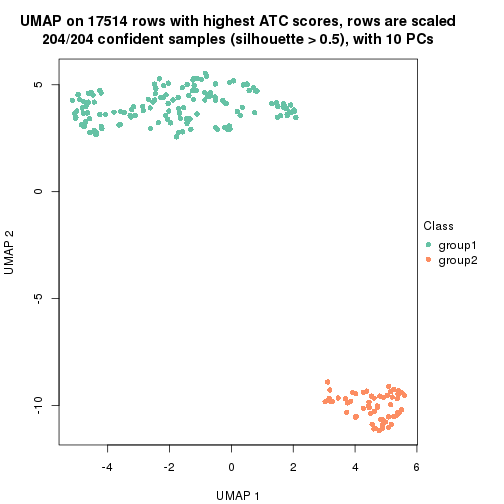 UMAP on 17514 rows with highest ATC scores, rows are scaled
204/204 confident samples (silhouette > 0.5), with 10 PCs
5
0
-5
-10
UMAP 2
-4
-2
0
2
4
6
UMAP 1
Class
group1
group2